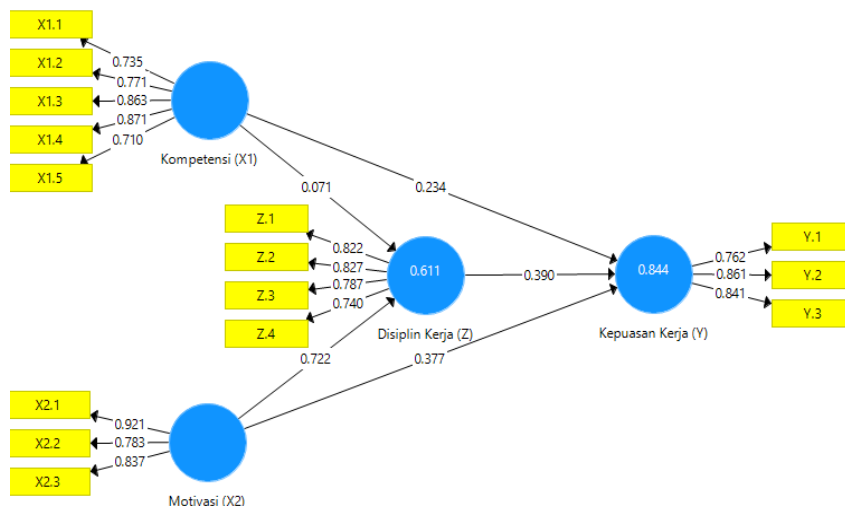 X1.1
0.735
X1.2
0.771
X1.3
0.863
X1.4
0.871
X1.5
0.710
Kompetensi (X1)
0.071
0.234
Z.1
0.822
Z.2
0.827
Z.3
0.787
Z.4
0.740
0.611
Disiplin Kerja (Z)
0.390
0.844
Kepuasan Kerja (Y)
Y.1
0.762
Y.2
0.861
Y.3
0.841
0.722
0.377
X2.1
0.921
X2.2
0.783
X2.3
0.837
Motivasi (X2)